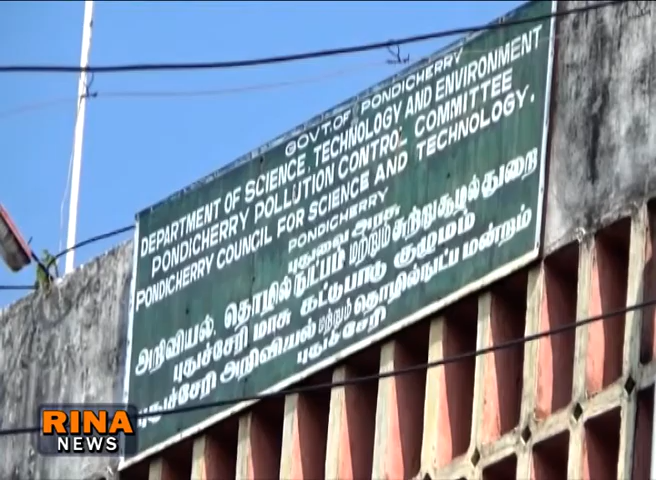 GOVT.OF PONDICHERRY
DEPARTMENT OF SCIENCE, TECHNOLOGY AND ENVIRONMENT
PONDICHERRY POLLUTION CONTROL COMMITTEE
PONDICHERRY COUNCIL FOR SCIENCE AND TECHNOLOGY.
PONDICHERRY
புதுவை அரசு
அறிவியல், தொழில் நுட்பம் மற்றும் சுற்றுச்சூழல் துறை
புதுச்சேரி மாசு கட்டுப்பாடு குழுமம்
புதுச்சேரி அறிவியல் மற்றும் தொழில்நுட்ப மன்றம்
புதுச்சேரி.
RINA
NEWS